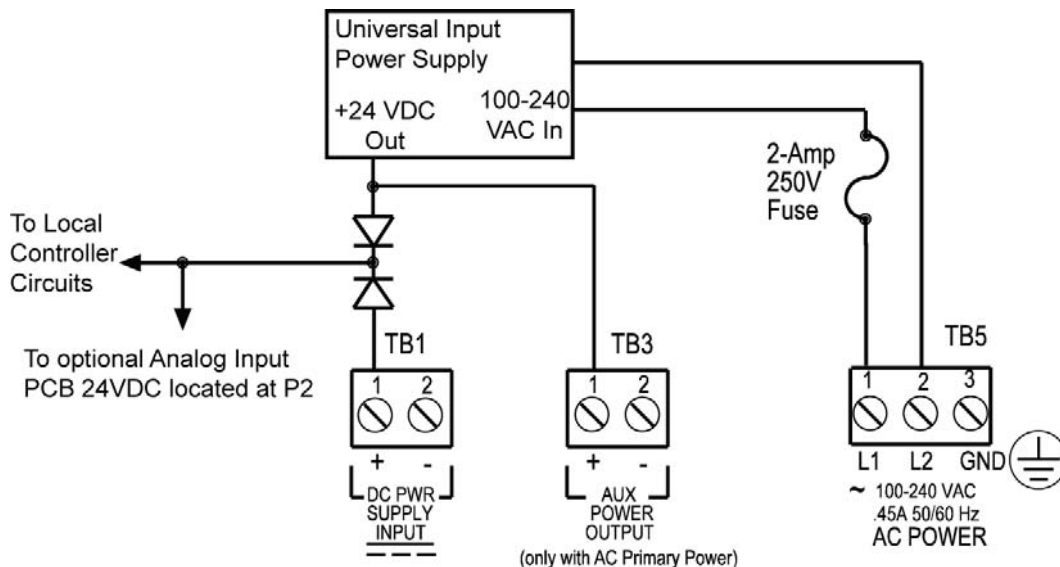 Universal Input
Power Supply
+24 VDC
Out
100-240
VAC In
2-Amp
250V
Fuse
To Local
Controller
Circuits
To optional Analog Input
PCB 24VDC located at P2
TB1
1 2
+ -
DC PWR
SUPPLY
INPUT
TB3
1 2
+ -
AUX
POWER
OUTPUT
(only with AC Primary Power)
TB5
1 2 3
L1 L2 GND
~ 100-240 VAC
.45A 50/60 Hz
AC POWER